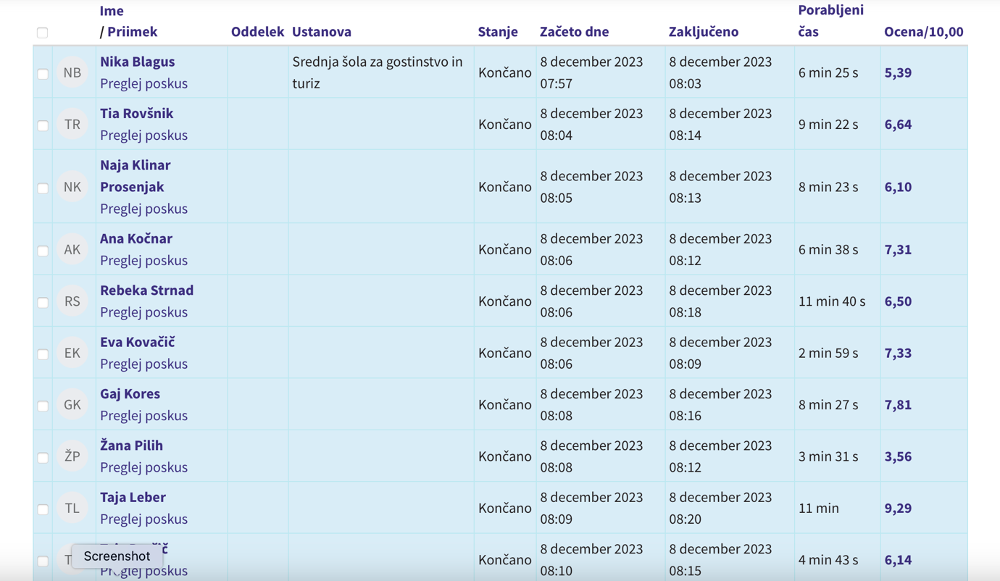 Ime
/ Priimek
Oddelek
Ustanova
Stanje
Začeto dne
Zaključeno
Porabljeni
čas
Ocena/10,00
NB
Nika Blagus
Preglej poskus
Srednja šola za gostinstvo in
turiz
Končano
8 december 2023
07:57
8 december 2023
08:03
6 min 25 s
5,39
TR
Tia Rovšnik
Preglej poskus
Končano
8 december 2023
08:04
8 december 2023
08:14
9 min 22 s
6,64
NK
Naja Klinar
Prosenjak
Preglej poskus
Končano
8 december 2023
08:05
8 december 2023
08:13
8 min 23 s
6,10
AK
Ana Kočnar
Preglej poskus
Končano
8 december 2023
08:06
8 december 2023
08:12
6 min 38 s
7,31
RS
Rebeka Strnad
Preglej poskus
Končano
8 december 2023
08:06
8 december 2023
08:18
11 min 40 s
6,50
EK
Eva Kovačič
Preglej poskus
Končano
8 december 2023
08:06
8 december 2023
08:09
2 min 59 s
7,33
GK
Gaj Kores
Preglej poskus
Končano
8 december 2023
08:08
8 december 2023
08:16
8 min 27 s
7,81
ŽP
Žana Pilih
Preglej poskus
Končano
8 december 2023
08:08
8 december 2023
08:12
3 min 31 s
3,56
TL
Taja Leber
Preglej poskus
Končano
8 december 2023
08:09
8 december 2023
08:20
11 min
9,29
Screenshot
Preglej poskus
Končano
8 december 2023
08:10
8 december 2023
08:15
4 min 43 s
6,14